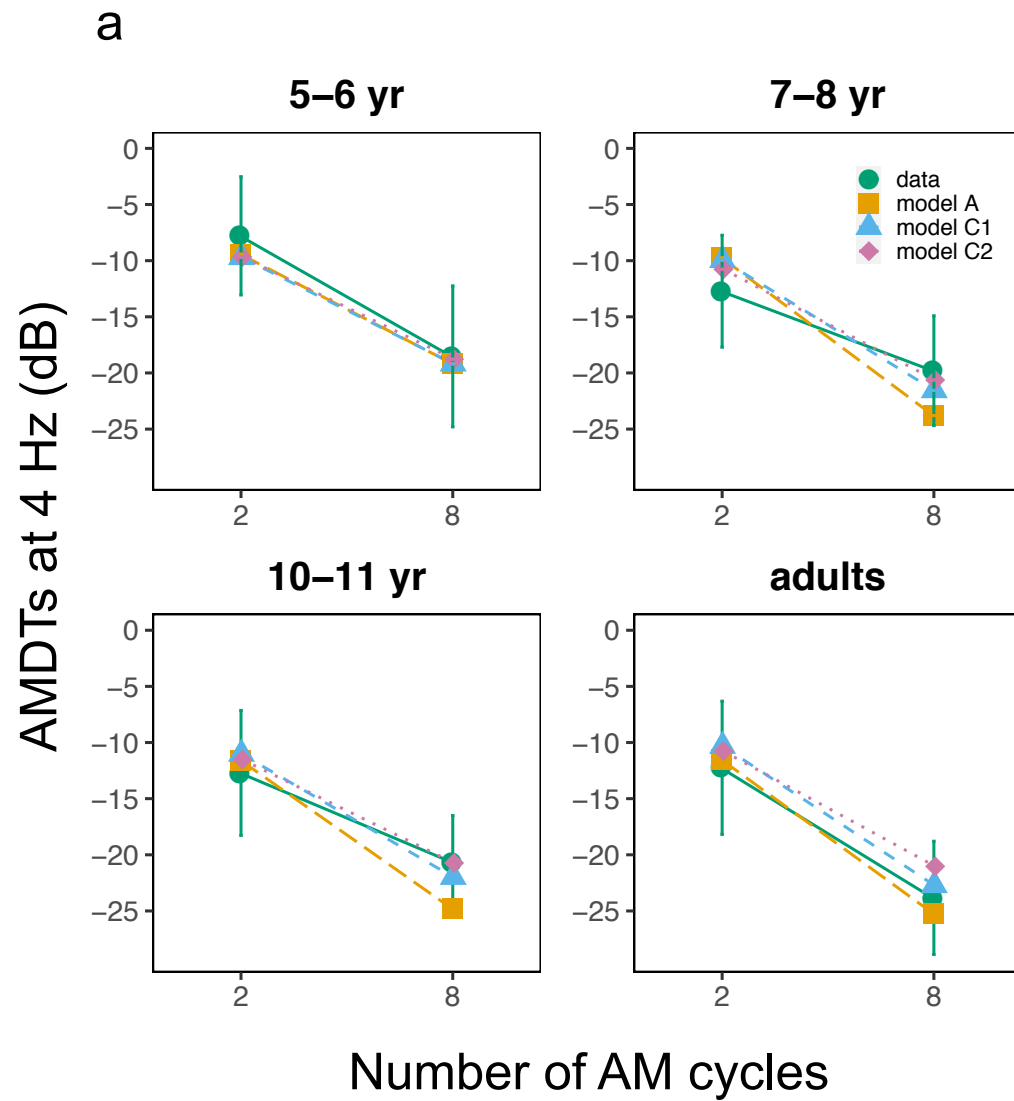 a
5–6 yr
7–8 yr
0
−5
−10
−15
−20
−25
2
8
0
−5
−10
−15
−20
−25
2
8
data
model A
model C1
model C2
10–11 yr
adults
0
−5
−10
−15
−20
−25
2
8
0
−5
−10
−15
−20
−25
2
8
AMDTs at 4 Hz (dB)
Number of AM cycles